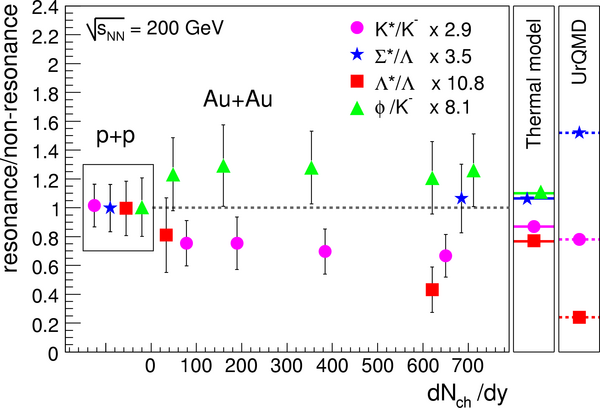 √sNN = 200 GeV
K*/K- x 2.9
Σ*/Λ x 3.5
Λ*/Λ x 10.8
ϕ/K- x 8.1
Au+Au
p+p
resonance/non-resonance
2.4
2.2
2
1.8
1.6
1.4
1.2
1
0.8
0.6
0.4
0.2
0
0 100 200 300 400 500 600 700
dNch/dy
Thermal model
UrQMD